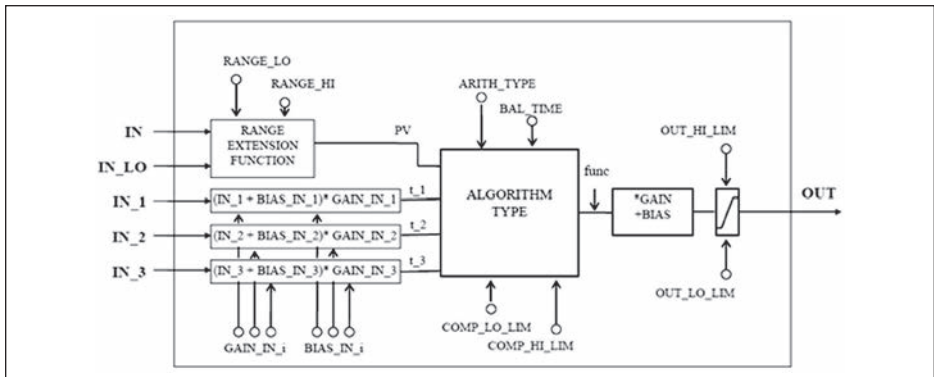 RANGE_LO
RANGE_HI
ARITH_TYPE
BAL_TIME
IN
RANGE
EXTENSION
FUNCTION
PV
OUT_HI_LIM
IN_LO
func
IN_1
(IN_1 + BIAS_IN_1)* GAIN_IN_1
t_1
ALGORITHM
TYPE
*GAIN
+BIAS
OUT
IN_2
(IN_2 + BIAS_IN_2)* GAIN_IN_2
t_2
IN_3
(IN_3 + BIAS_IN_3)* GAIN_IN_3
t_3
OUT_LO_LIM
COMP_LO_LIM
COMP_HI_LIM
GAIN_IN_i
BIAS_IN_i